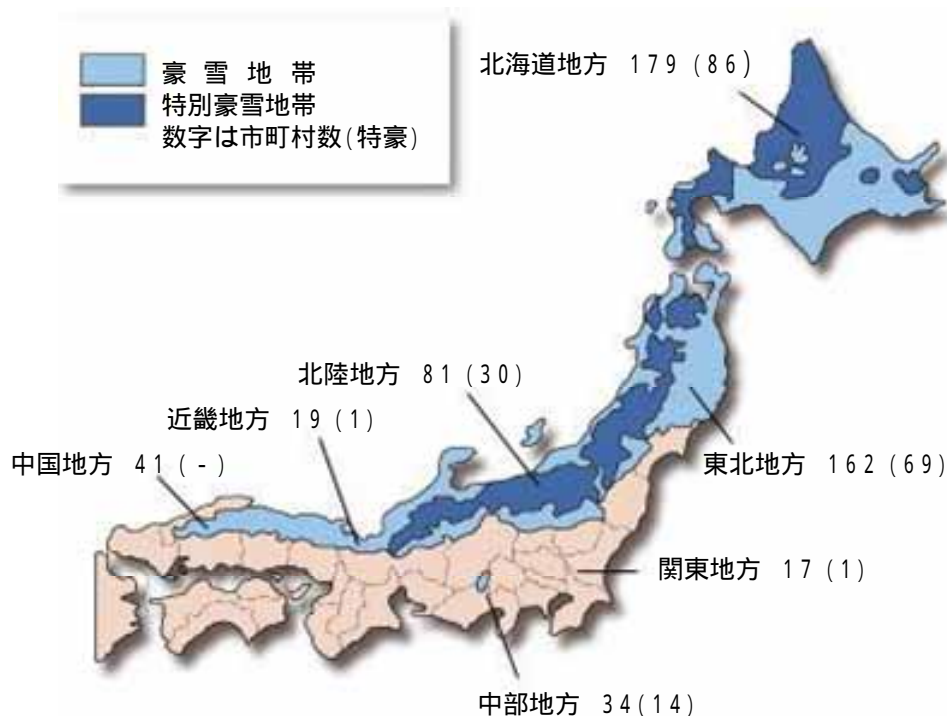 豪雪地帯
特別豪雪地帯
数字は市町村数(特豪)
北海道地方 179 (86)
北陸地方 81 (30)
近畿地方 19 (1)
中国地方 41 (-)
東北地方 162 (69)
関東地方 17 (1)
中部地方 34 (14)